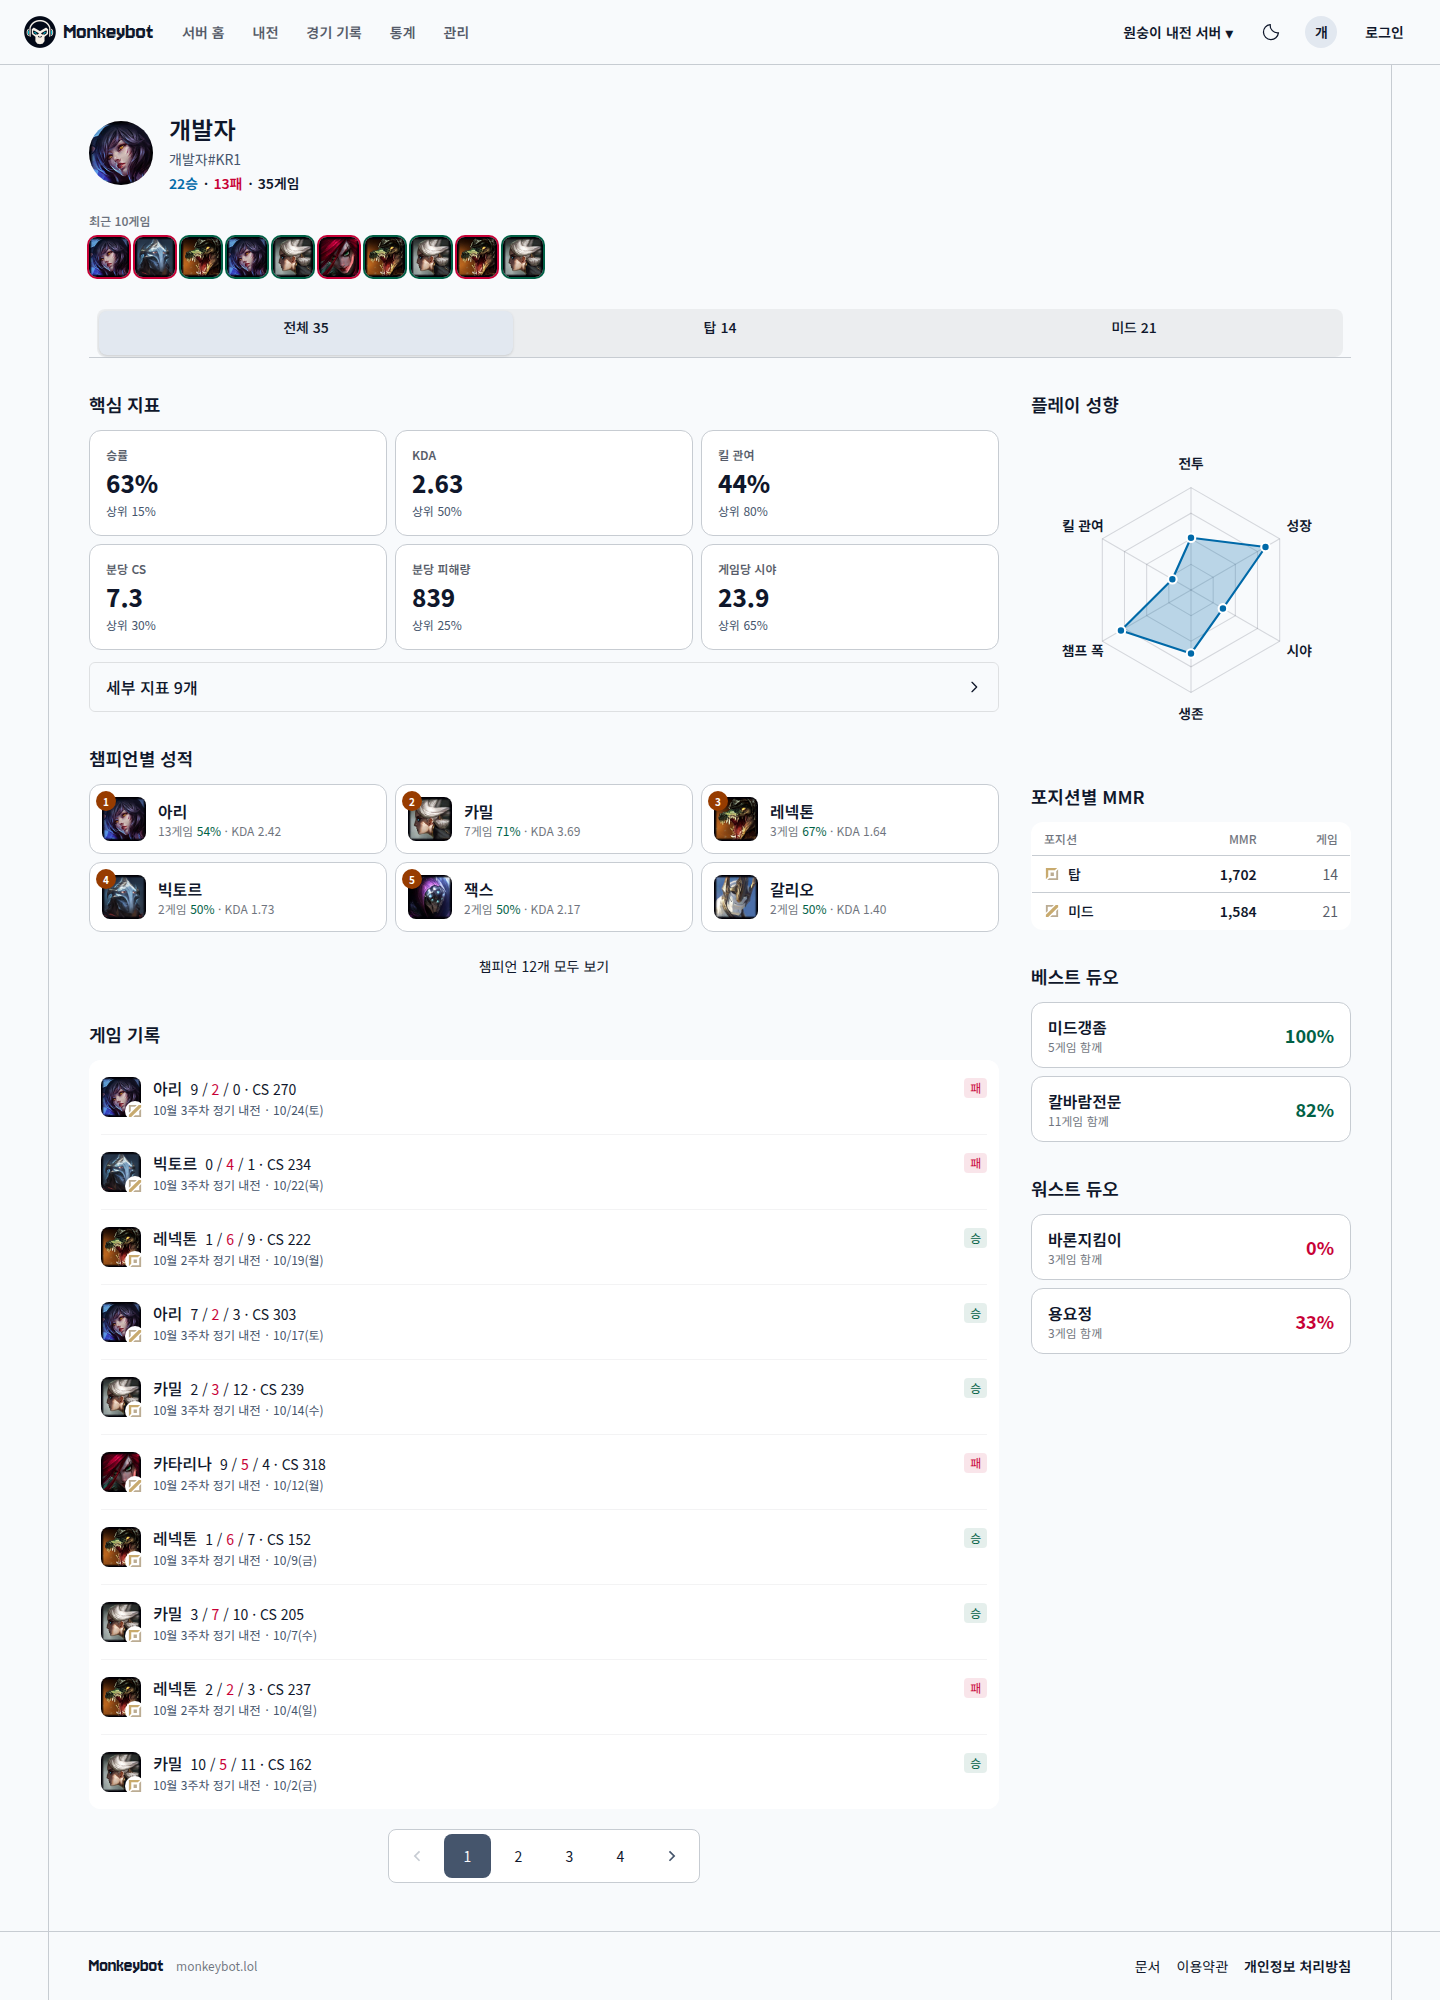 Monkeybot 서버 홈 내전 경기 기록 통계 관리 원숭이 내전 서버 ▾ 개 로그인
개발자
개발자#KR1
22승 · 13패 · 35게임
최근 10게임
전체 35 탑 14 미드 21
핵심 지표
승률 KDA 킬 관여
63% 2.63 44%
상위 15% 상위 50% 상위 80%
분당 CS 분당 피해량 게임당 시야
7.3 839 23.9
상위 30% 상위 25% 상위 65%
세부 지표 9개
플레이 성향
전투
킬 관여 성장
챔프 폭 시야
생존
챔피언별 성적
1 아리 2 카밀 3 레넥톤
13게임 54% · KDA 2.42 7게임 71% · KDA 3.69 3게임 67% · KDA 1.64
4 빅토르 5 잭스 갈리오
2게임 50% · KDA 1.73 2게임 50% · KDA 2.17 2게임 50% · KDA 1.40
챔피언 12개 모두 보기
포지션별 MMR
포지션 MMR 게임
탑 1,702 14
미드 1,584 21
베스트 듀오
미드갱좀 100%
5게임 함께
칼바람전문 82%
11게임 함께
워스트 듀오
바론지킴이 0%
3게임 함께
용요정 33%
3게임 함께
게임 기록
아리 9 / 2 / 0 · CS 270 패
10월 3주차 정기 내전 · 10/24(토)
빅토르 0 / 4 / 1 · CS 234 패
10월 3주차 정기 내전 · 10/22(목)
레넥톤 1 / 6 / 9 · CS 222 승
10월 2주차 정기 내전 · 10/19(월)
아리 7 / 2 / 3 · CS 303 승
10월 3주차 정기 내전 · 10/17(토)
카밀 2 / 3 / 12 · CS 239 승
10월 3주차 정기 내전 · 10/14(수)
카타리나 9 / 5 / 4 · CS 318 패
10월 2주차 정기 내전 · 10/12(월)
레넥톤 1 / 6 / 7 · CS 152 승
10월 3주차 정기 내전 · 10/9(금)
카밀 3 / 7 / 10 · CS 205 승
10월 3주차 정기 내전 · 10/7(수)
레넥톤 2 / 2 / 3 · CS 237 패
10월 2주차 정기 내전 · 10/4(일)
카밀 10 / 5 / 11 · CS 162 승
10월 3주차 정기 내전 · 10/2(금)
1 2 3 4
Monkeybot monkeybot.lol 문서 이용약관 개인정보 처리방침